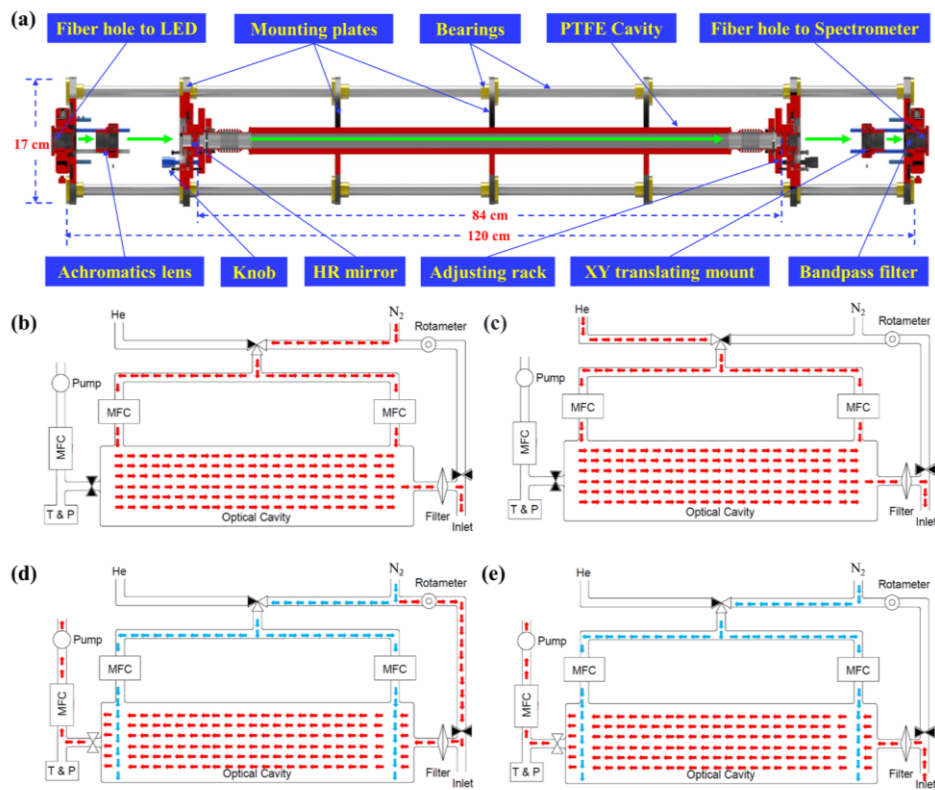 (a)
Fiber hole to LED
Mounting plates
Bearings
PTFE Cavity
Fiber hole to Spectrometer
17 cm
84 cm
120 cm
Achromatics lens
Knob
HR mirror
Adjusting rack
XY translating mount
Bandpass filter
(b)
He
N2
Rotameter
Pump
MFC
MFC
MFC
T & P
Optical Cavity
Filter
Inlet
(c)
He
N2
Rotameter
Pump
MFC
MFC
MFC
T & P
Optical Cavity
Filter
Inlet
(d)
He
N2
Rotameter
Pump
MFC
MFC
MFC
T & P
Optical Cavity
Filter
Inlet
(e)
He
N2
Rotameter
Pump
MFC
MFC
MFC
T & P
Optical Cavity
Filter
Inlet